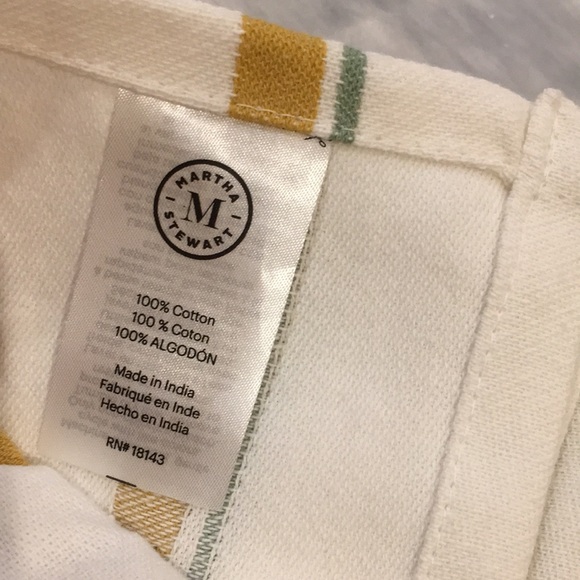 MARTHA
M
STEWART
100% Cotton
100 % Coton
100% ALGODÓN
Made in India
Fabriqué en Inde
Hecho en India
RN# 18143